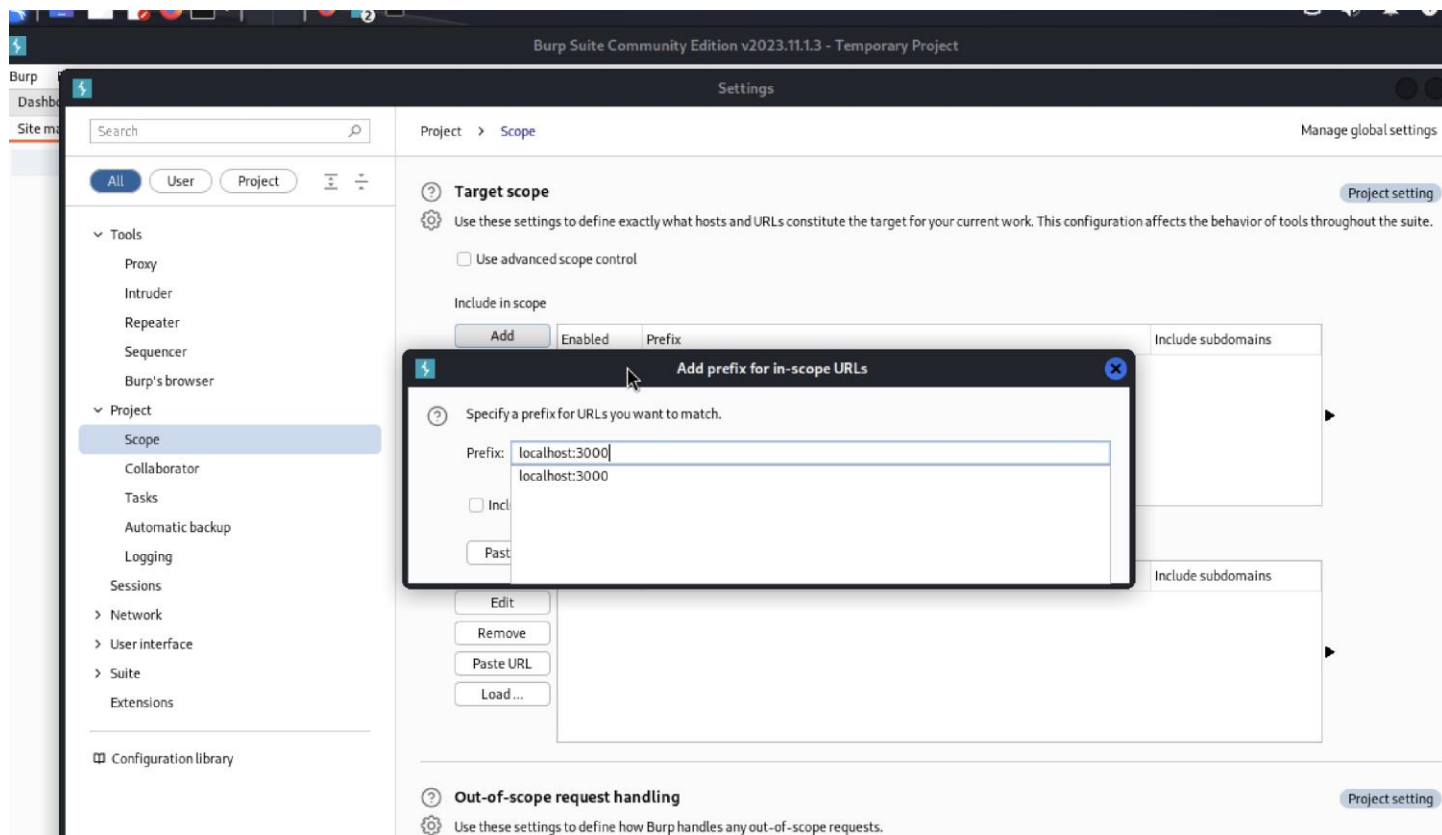 2
Burp Suite Community Edition v2023.11.1.3 - Temporary Project
Burp
Settings
Dashbo
Site ma
Search
Project > Scope
Manage global settings
All
User
Project
Target scope
Project setting
Use these settings to define exactly what hosts and URLs constitute the target for your current work. This configuration affects the behavior of tools throughout the suite.
Tools
Use advanced scope control
Proxy
Intruder
Include in scope
Repeater
Add
Enabled
Prefix
Include subdomains
Sequencer
Burp's browser
Add prefix for in-scope URLs
Project
Specify a prefix for URLs you want to match.
Scope
Prefix:
localhost:3000
Collaborator
localhost:3000
Tasks
Incl
Automatic backup
Past
Logging
Include subdomains
Sessions
Edit
Network
Remove
User interface
Paste URL
Suite
Load ...
Extensions
Configuration library
Out-of-scope request handling
Project setting
Use these settings to define how Burp handles any out-of-scope requests.